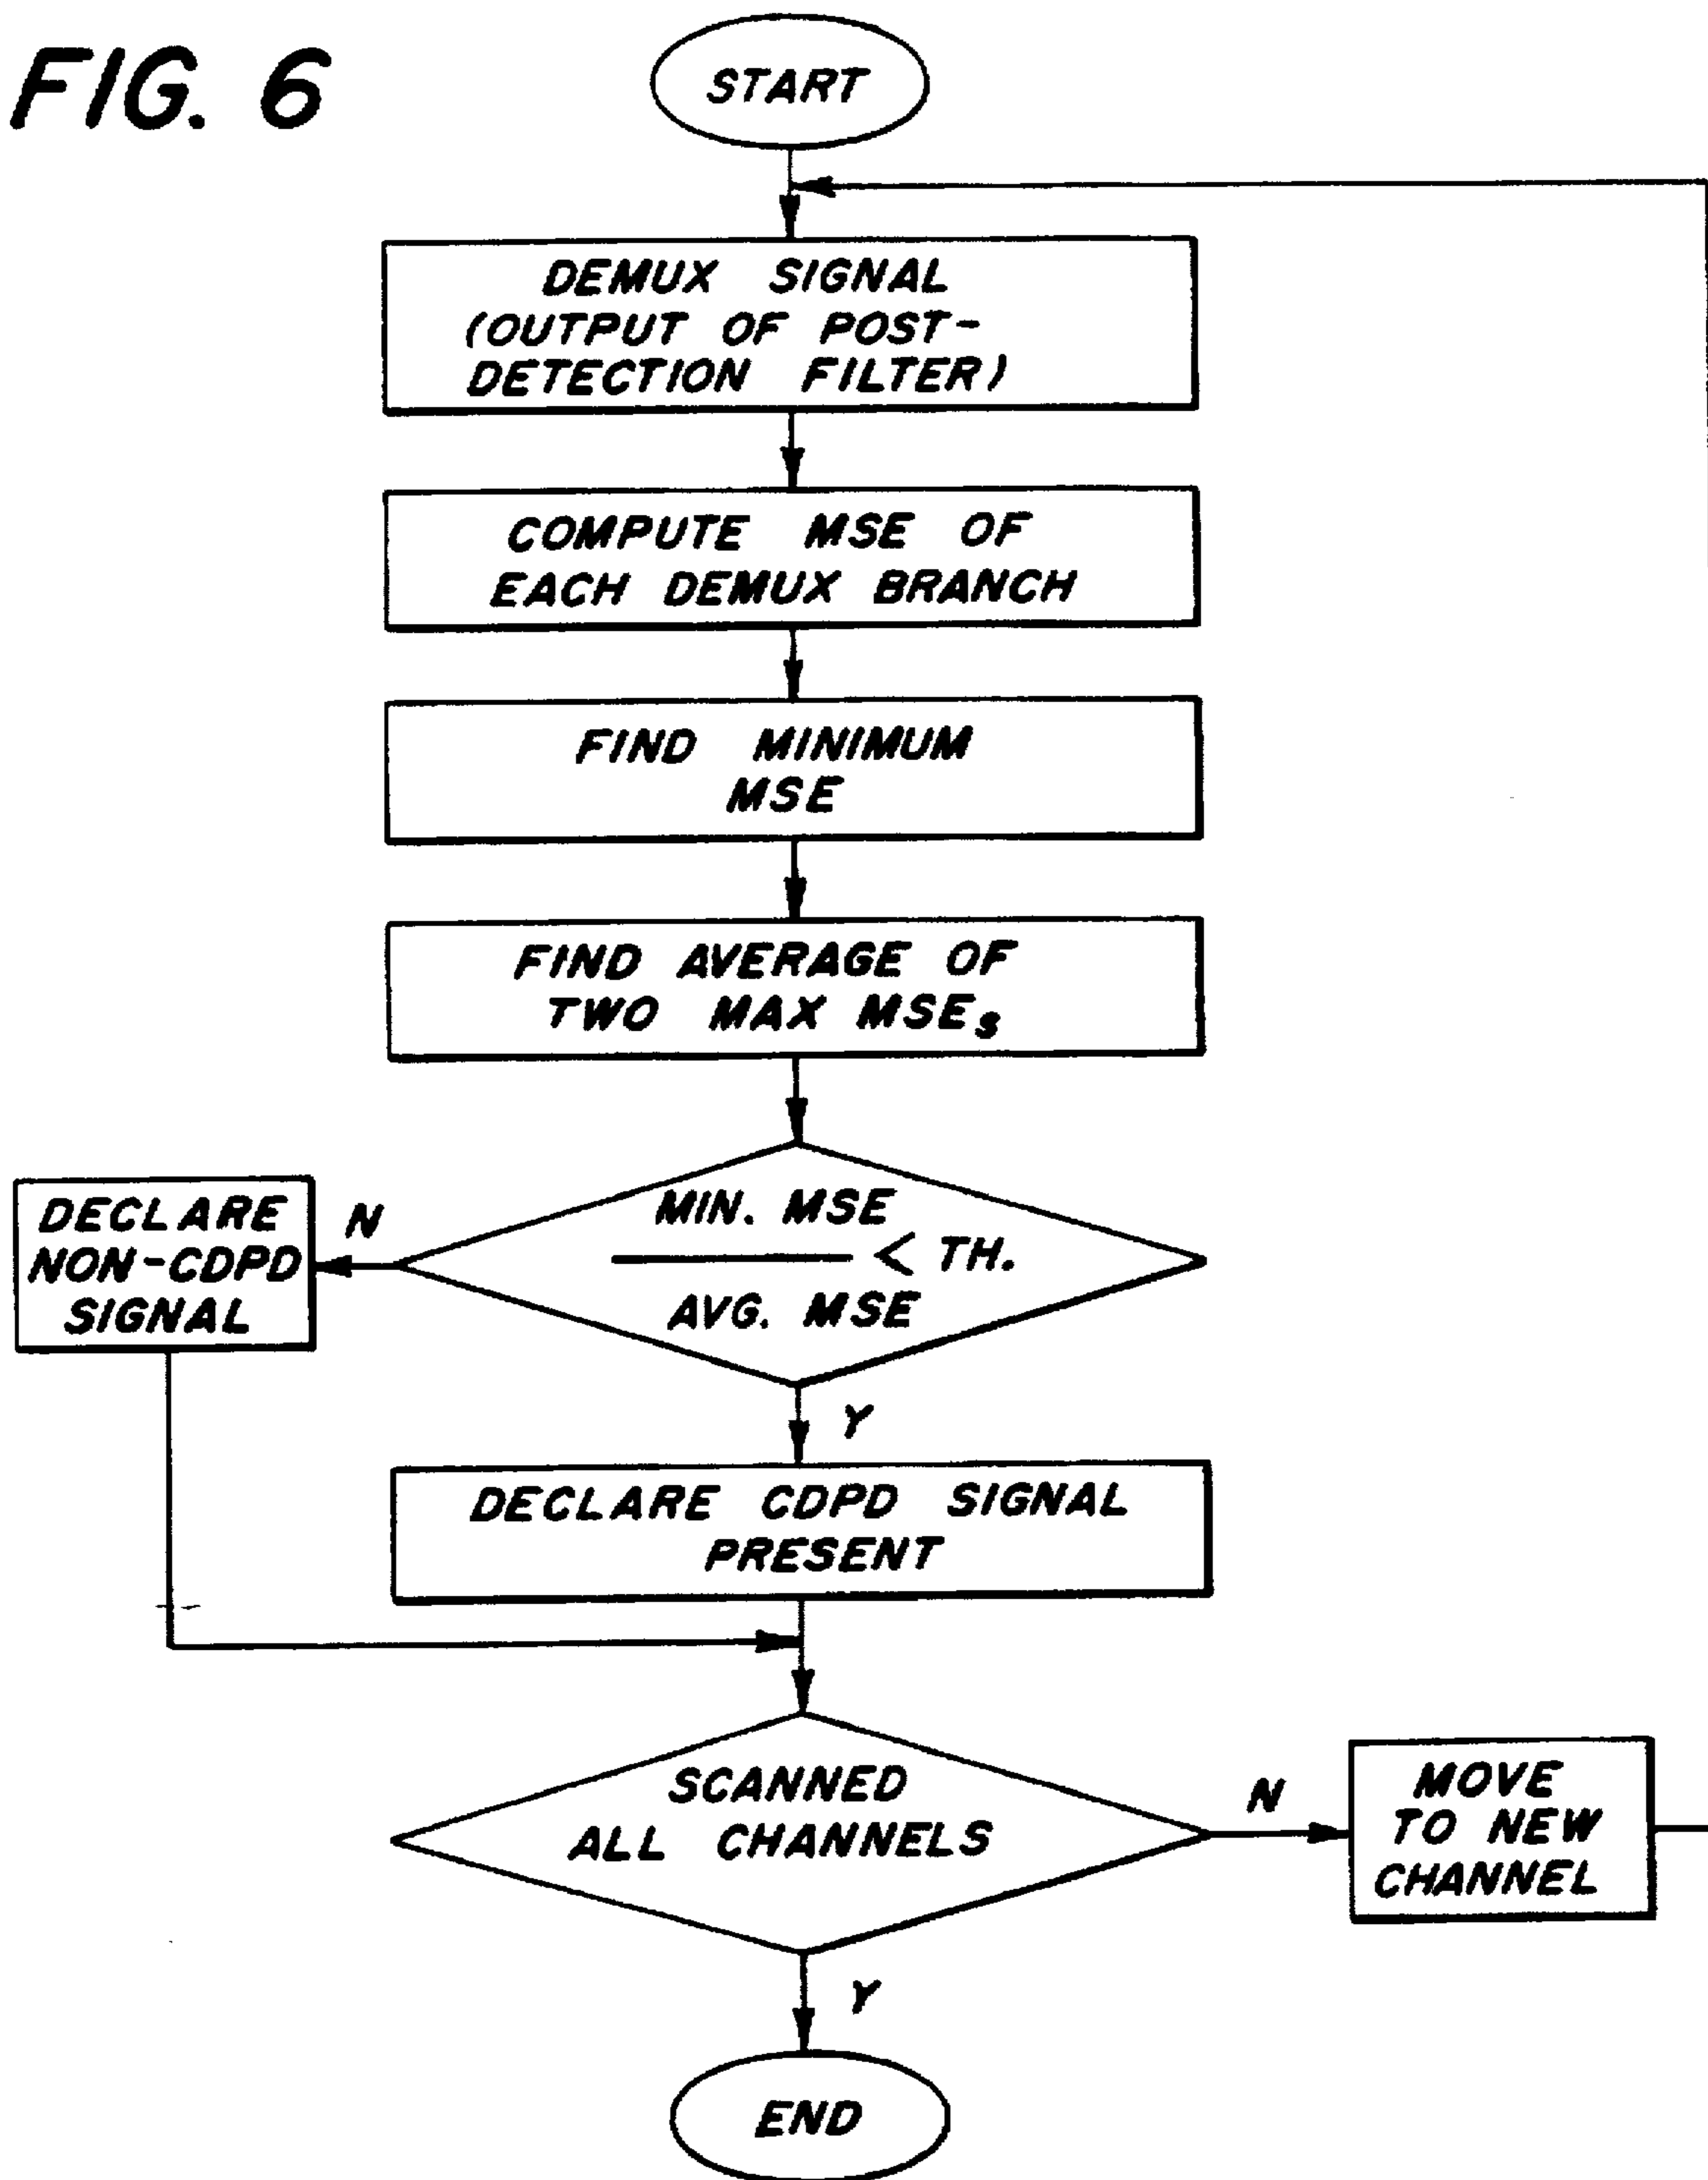 FIG. 6
START
DEMUX SIGNAL
(OUTPUT OF POST-
DETECTION FILTER)
COMPUTE MSE OF
EACH DEMUX BRANCH
FIND MINIMUM
MSE
FIND AVERAGE OF
TWO MAX MSEs
MIN. MSE
< TH.
AVG. MSE
N
DECLARE
NON-CDPD
SIGNAL
Y
DECLARE CDPD SIGNAL
PRESENT
SCANNED
ALL CHANNELS
N
MOVE
TO NEW
CHANNEL
Y
END